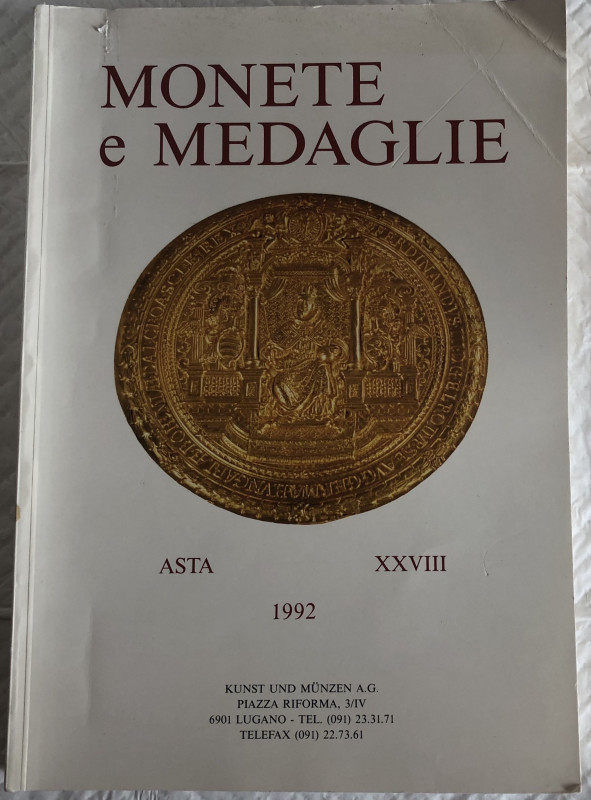 MONETE
e MEDAGLIE
FERDINANDVS
ASTA XXVIII
1992
KUNST UND MÜNZEN A.G.
PIAZZA RIFORMA, 3/IV
6901 LUGANO - TEL. (091) 23.31.71
TELEFAX (091) 22.73.61